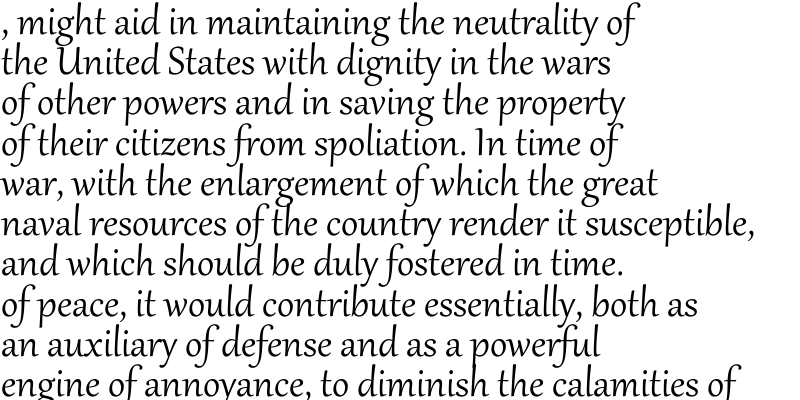 , might aid in maintaining the neutrality of
the United States with dignity in the wars
of other powers and in saving the property
of their citizens from spoliation. In time of
war, with the enlargement of which the great
naval resources of the country render it susceptible,
and which should be duly fostered in time.
of peace, it would contribute essentially, both as
an auxiliary of defense and as a powerful
engine of annoyance, to diminish the calamities of